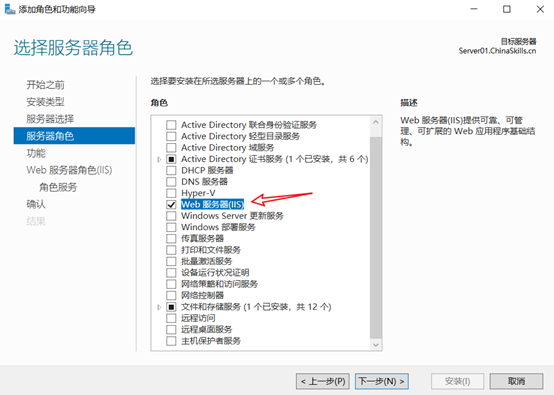 添加角色和功能向导
选择服务器角色
目标服务器
Server01.ChinaSkills.cn
开始之前
安装类型
服务器选择
服务器角色
功能
Web 服务器角色(IIS)
角色服务
确认
结果
选择要安装在所选服务器上的一个或多个角色。
角色
Active Directory 联合身份验证服务
Active Directory 轻型目录服务
Active Directory 域服务
Active Directory 证书服务 (1 个已安装，共 6 个)
DHCP 服务器
DNS 服务器
Hyper-V
Web 服务器(IIS)
Windows Server 更新服务
Windows 部署服务
传真服务器
打印和文件服务
批量激活服务
设备运行状况证明
网络策略和访问服务
网络控制器
文件和存储服务 (1 个已安装，共 12 个)
远程访问
远程桌面服务
主机保护者服务
描述
Web 服务器(IIS)提供可靠、可管
理、可扩展的 Web 应用程序基础结
构。
< 上一步(P)
下一步(N) >
安装(I)
取消